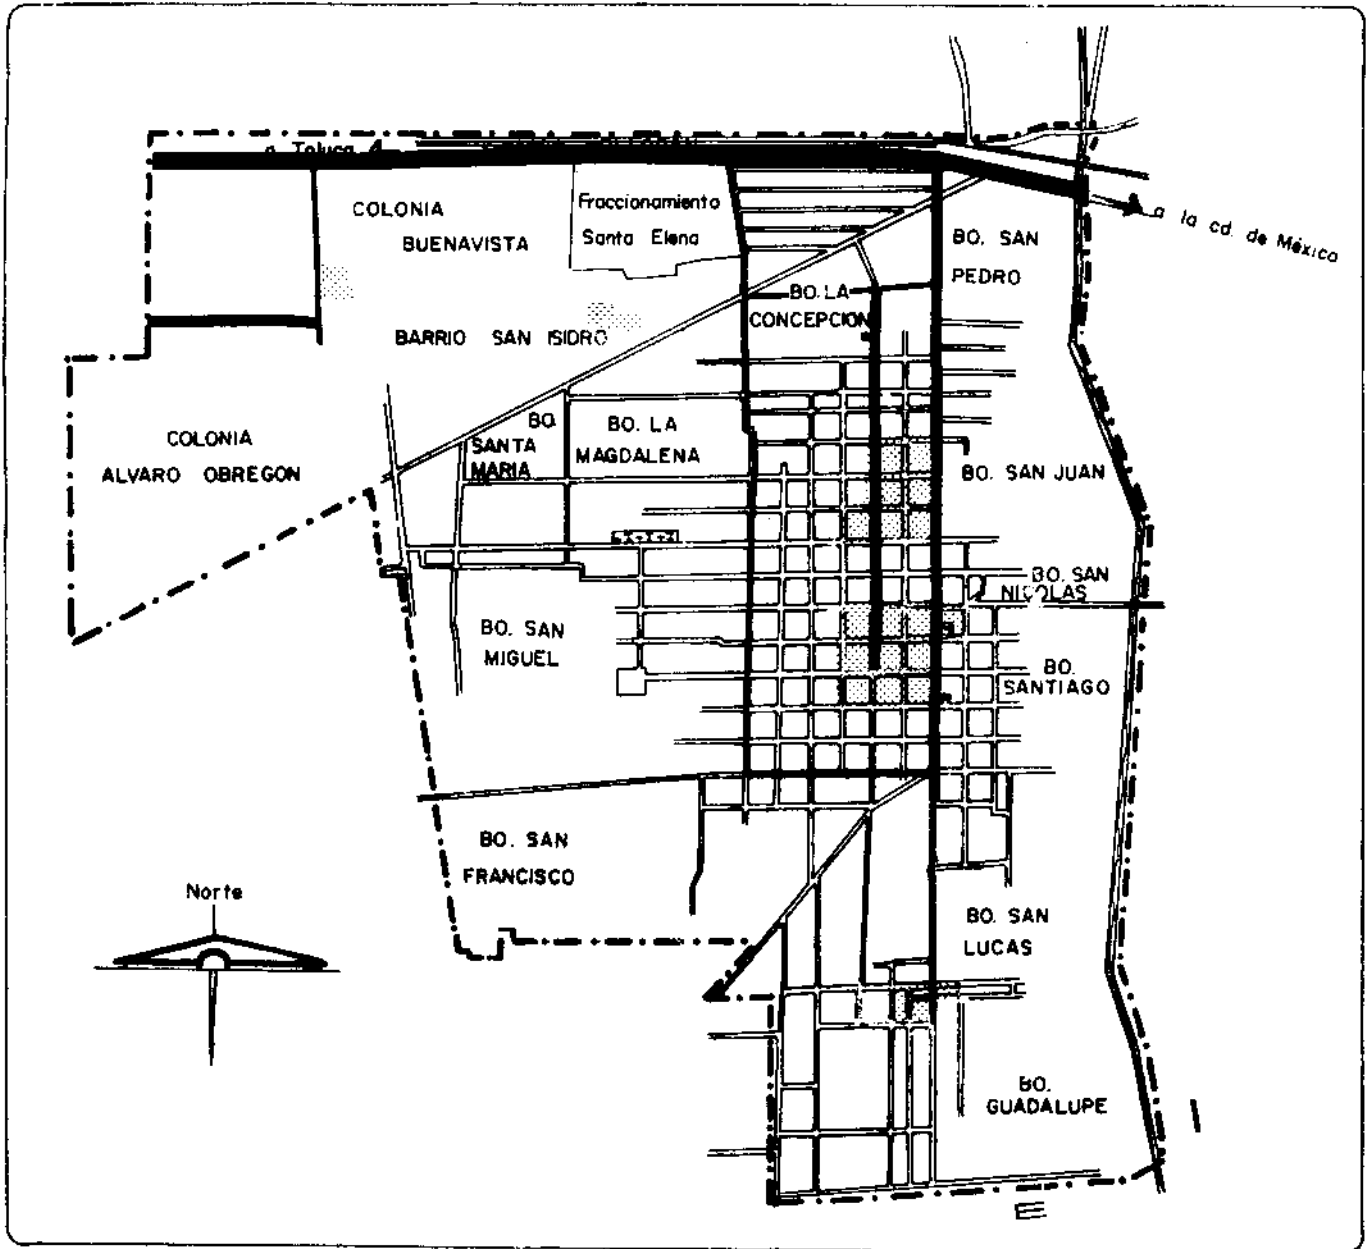 a Toluca
COLONIA
BUENAVISTA
Fraccionamiento
Santa Elena
BO. SAN
PEDRO
a la cd. de México
BO. LA
CONCEPCION
BARRIO SAN ISIDRO
COLONIA
ALVARO OBREGON
BO.
SANTA
MARIA
BO. LA
MAGDALENA
BO. SAN JUAN
BO. SAN
NICOLAS
BO. SAN
MIGUEL
BO.
SANTIAGO
BO. SAN
FRANCISCO
Norte
BO. SAN
LUCAS
BO.
GUADALUPE